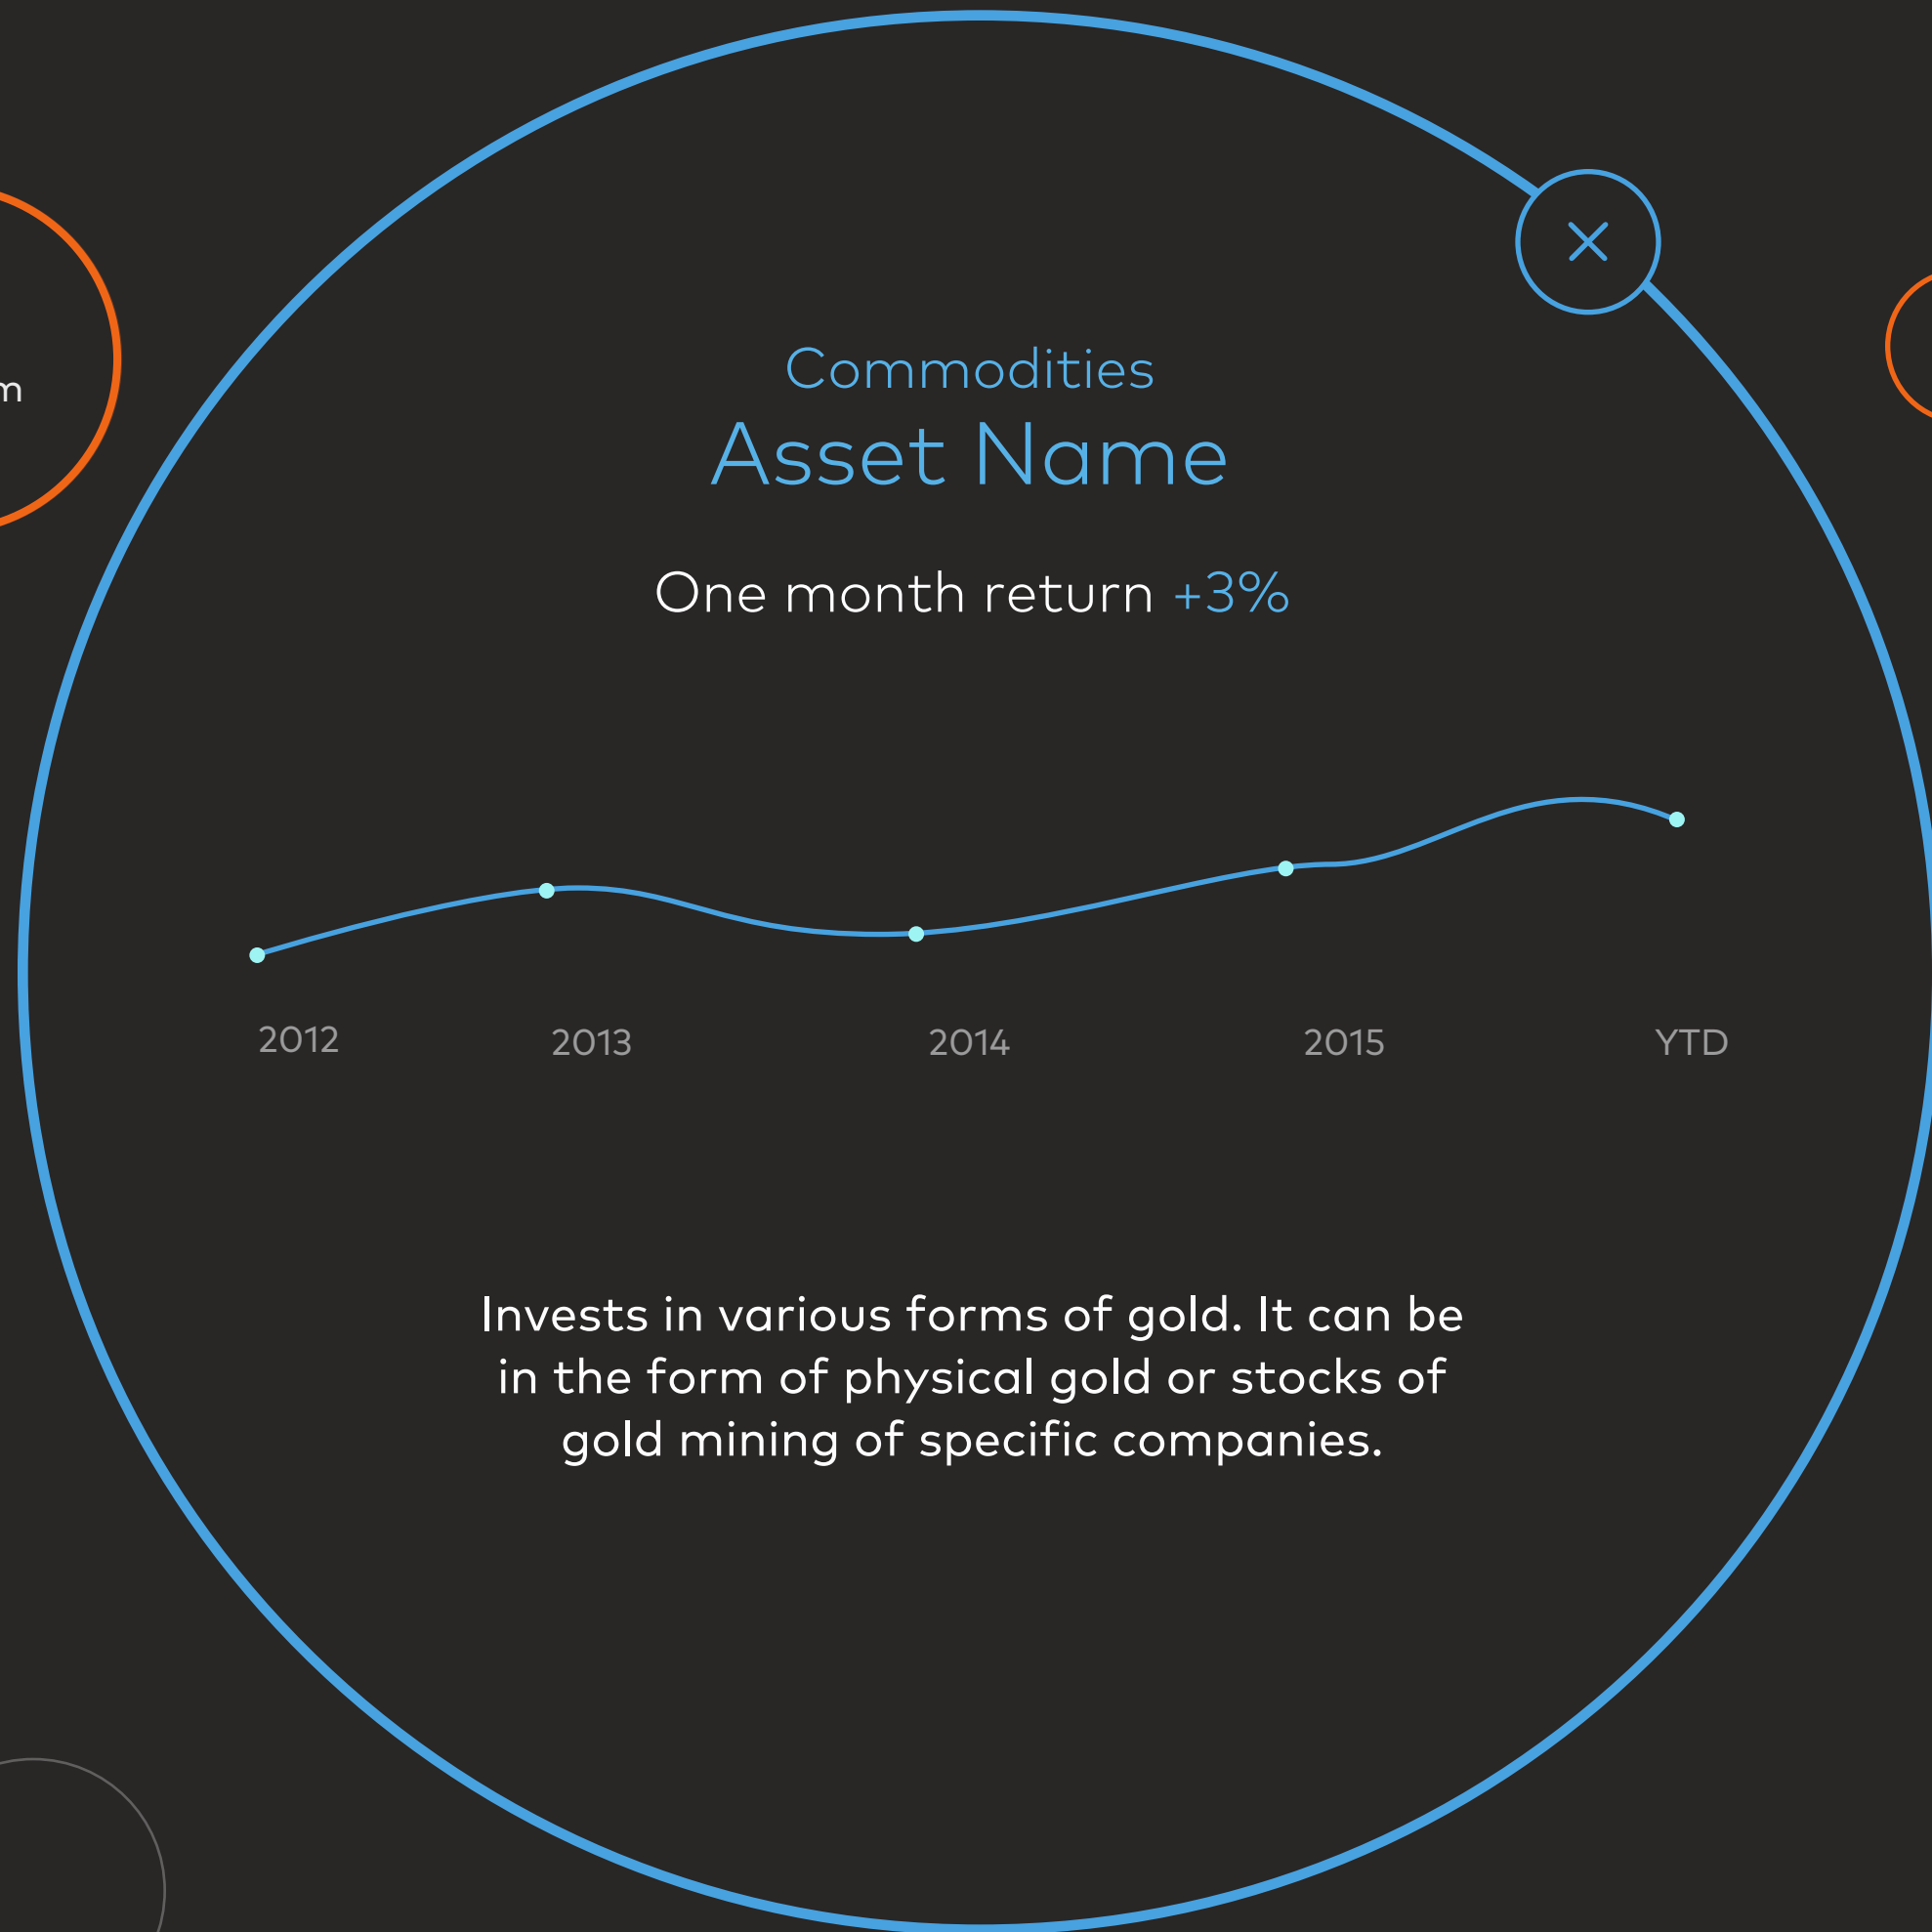 Commodities
Asset Name
One month return +3%
2012 2013 2014 2015 YTD
Invests in various forms of gold. It can be
in the form of physical gold or stocks of
gold mining of specific companies.